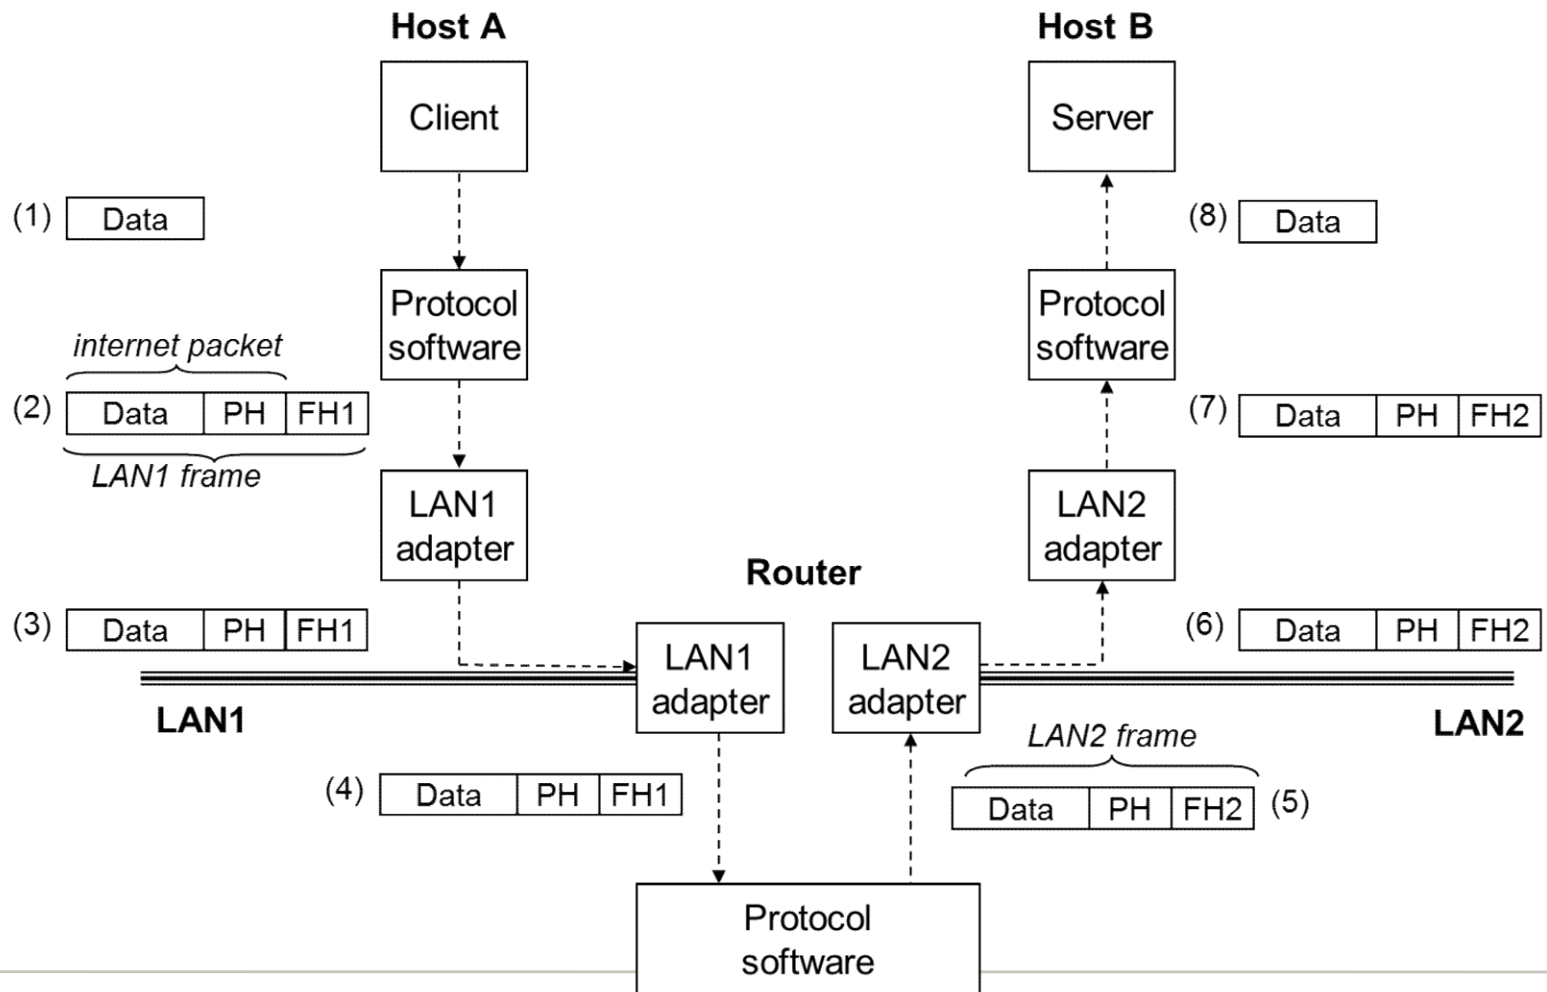 Host A
Host B
Client
Server
(1)
Data
(8)
Data
Protocol
software
Protocol
software
internet packet
(2)
Data
PH
FH1
LAN1 frame
(7)
Data
PH
FH2
LAN1
adapter
LAN2
adapter
Router
(3)
Data
PH
FH1
(6)
Data
PH
FH2
LAN1
adapter
LAN2
adapter
LAN1
LAN2
LAN2 frame
(4)
Data
PH
FH1
Data
PH
FH2
(5)
Protocol
software